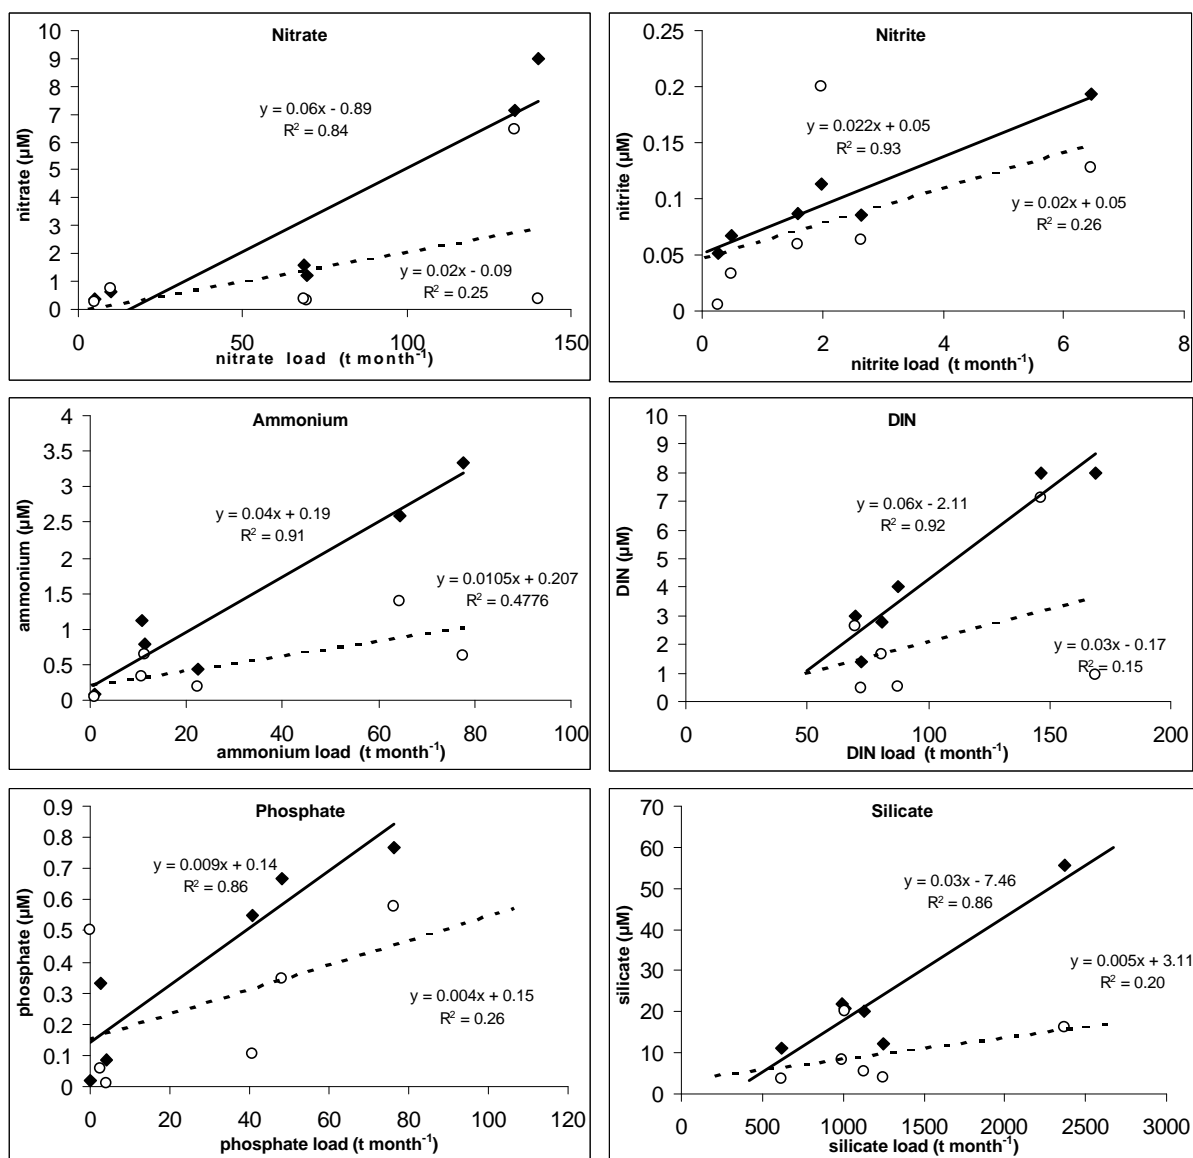 Nitrate
10
9
8
7
6
5
4
3
2
1
0
nitrate (µM)
y = 0.06x - 0.89
R² = 0.84
y = 0.02x - 0.09
R² = 0.25
0 50 100 150
nitrate load (t month⁻¹)
Nitrite
0.25
0.2
0.15
0.1
0.05
0
nitrite (µM)
y = 0.022x + 0.05
R² = 0.93
y = 0.02x + 0.05
R² = 0.26
0 2 4 6 8
nitrite load (t month⁻¹)
Ammonium
4
3.5
3
2.5
2
1.5
1
0.5
0
ammonium (µM)
y = 0.04x + 0.19
R² = 0.91
y = 0.0105x + 0.207
R² = 0.4776
0 20 40 60 80 100
ammonium load (t month⁻¹)
DIN
10
9
8
7
6
5
4
3
2
1
0
DIN (µM)
y = 0.06x - 2.11
R² = 0.92
y = 0.03x - 0.17
R² = 0.15
0 50 100 150 200
DIN load (t month⁻¹)
Phosphate
0.9
0.8
0.7
0.6
0.5
0.4
0.3
0.2
0.1
0
phosphate (µM)
y = 0.009x + 0.14
R² = 0.86
y = 0.004x + 0.15
R² = 0.26
0 20 40 60 80 100 120
phosphate load (t month⁻¹)
Silicate
70
60
50
40
30
20
10
0
silicate (µM)
y = 0.03x - 7.46
R² = 0.86
y = 0.005x + 3.11
R² = 0.20
0 500 1000 1500 2000 2500 3000
silicate load (t month⁻¹)